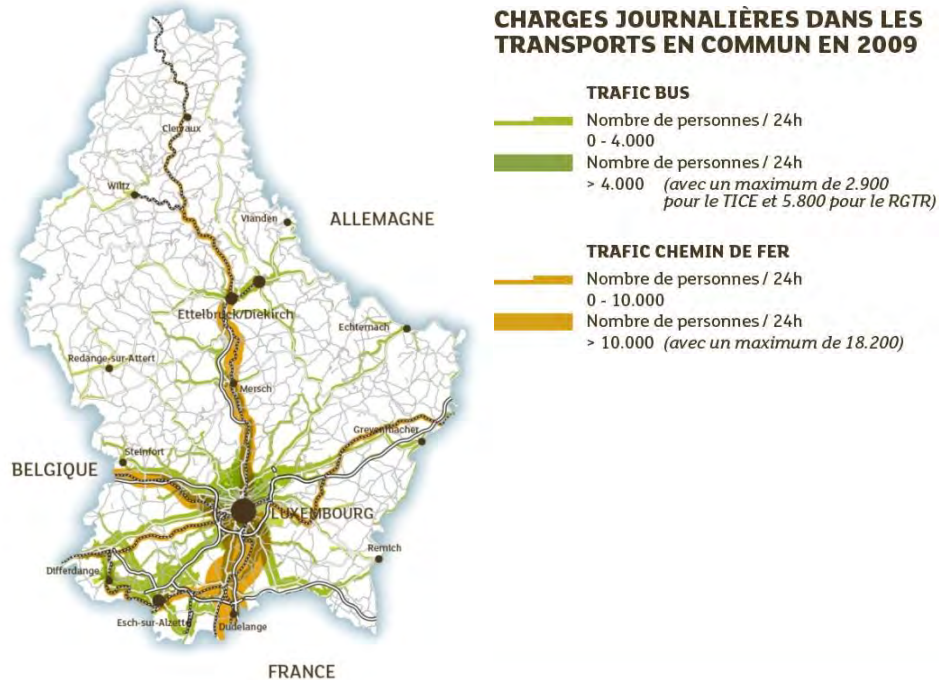 CHARGES JOURNALIÈRES DANS LES
TRANSPORTS EN COMMUN EN 2009
TRAFIC BUS
Nombre de personnes / 24h
0 - 4.000
Nombre de personnes / 24h
> 4.000 (avec un maximum de 2.900
pour le TICE et 5.800 pour le RGTR)
TRAFIC CHEMIN DE FER
Nombre de personnes / 24h
0 - 10.000
Nombre de personnes / 24h
> 10.000 (avec un maximum de 18.200)
Clervaux
Wiltz
Vianden
ALLEMAGNE
Ettelbruck/Diekirch
Echternach
Redange-sur-Attert
Mersch
Grevenmacher
Steinfort
BELGIQUE
LUXEMBOURG
Remich
Differdange
Esch-sur-Alzette
Dudelange
FRANCE